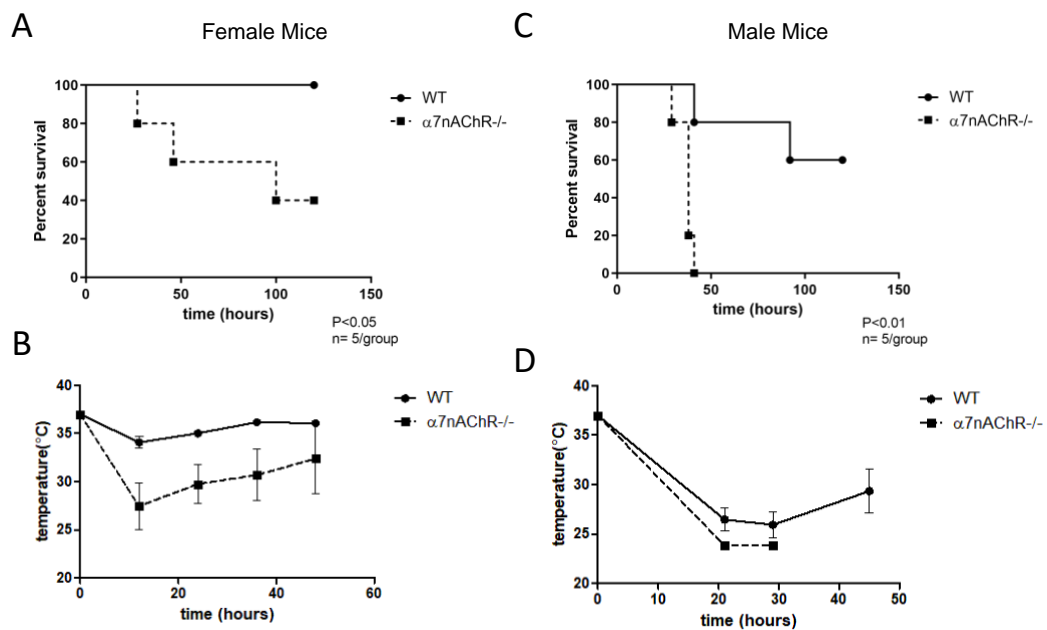 A
Female Mice
100
80
60
40
20
0
Percent survival
0
50
100
150
time (hours)
WT
α7nAChR-/-
P<0.05
n= 5/group
C
Male Mice
100
80
60
40
20
0
Percent survival
0
50
100
150
time (hours)
WT
α7nAChR-/-
P<0.01
n= 5/group
B
40
35
30
25
20
temperature(°C)
0
20
40
60
time (hours)
WT
α7nAChR-/-
D
40
35
30
25
20
temperature(°C)
0
10
20
30
40
50
time (hours)
WT
α7nAChR-/-